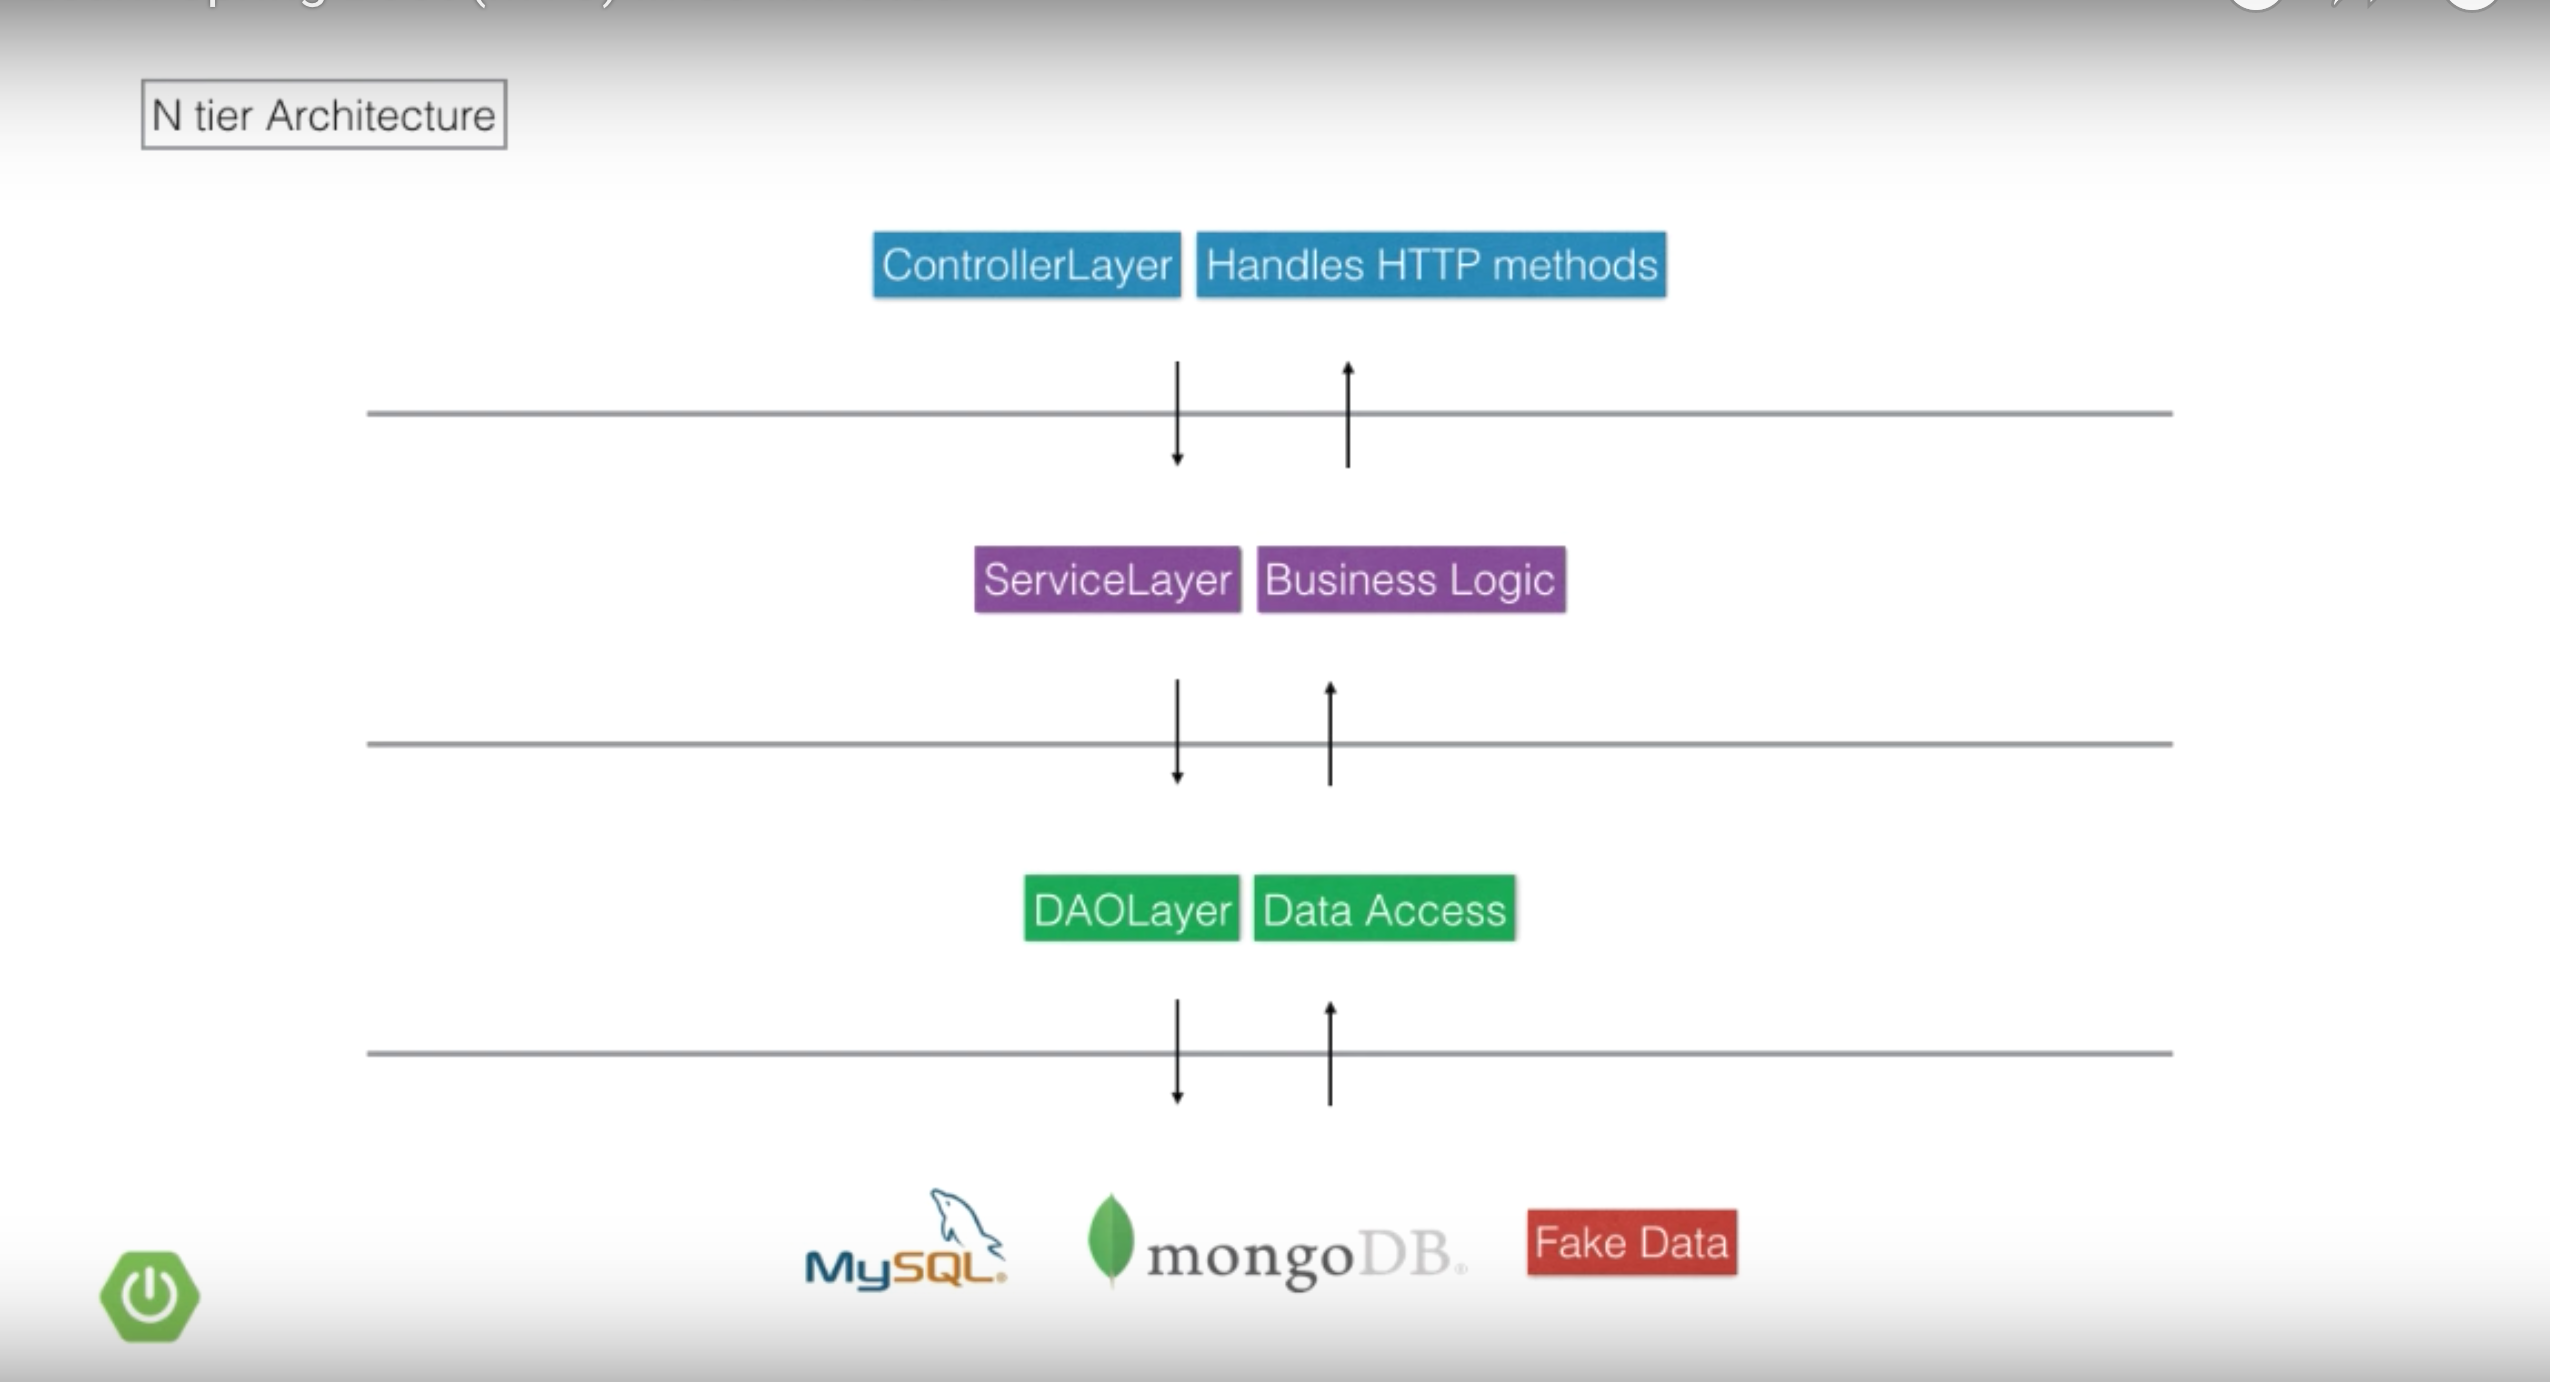 N tier Architecture
ControllerLayer Handles HTTP methods
ServiceLayer Business Logic
DAOLayer Data Access
MySQL® mongoDB® Fake Data